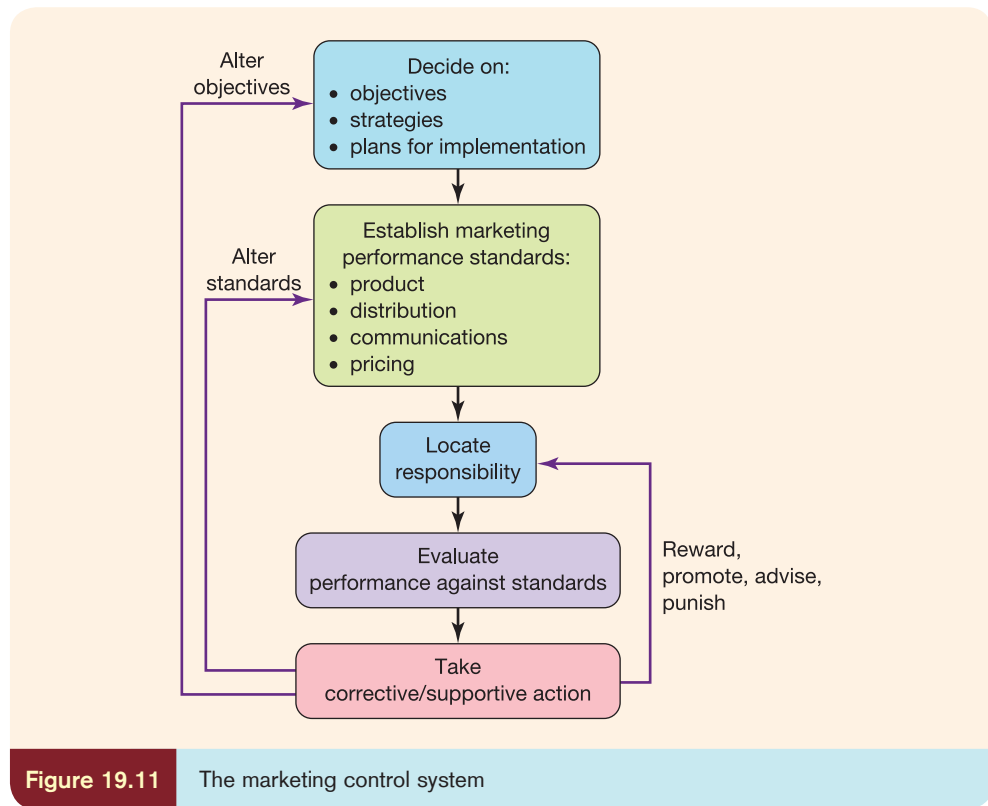 Alter
objectives
Decide on:
• objectives
• strategies
• plans for implementation
Alter
standards
Establish marketing
performance standards:
• product
• distribution
• communications
• pricing
Locate
responsibility
Evaluate
performance against standards
Reward,
promote, advise,
punish
Take
corrective/supportive action
Figure 19.11 The marketing control system